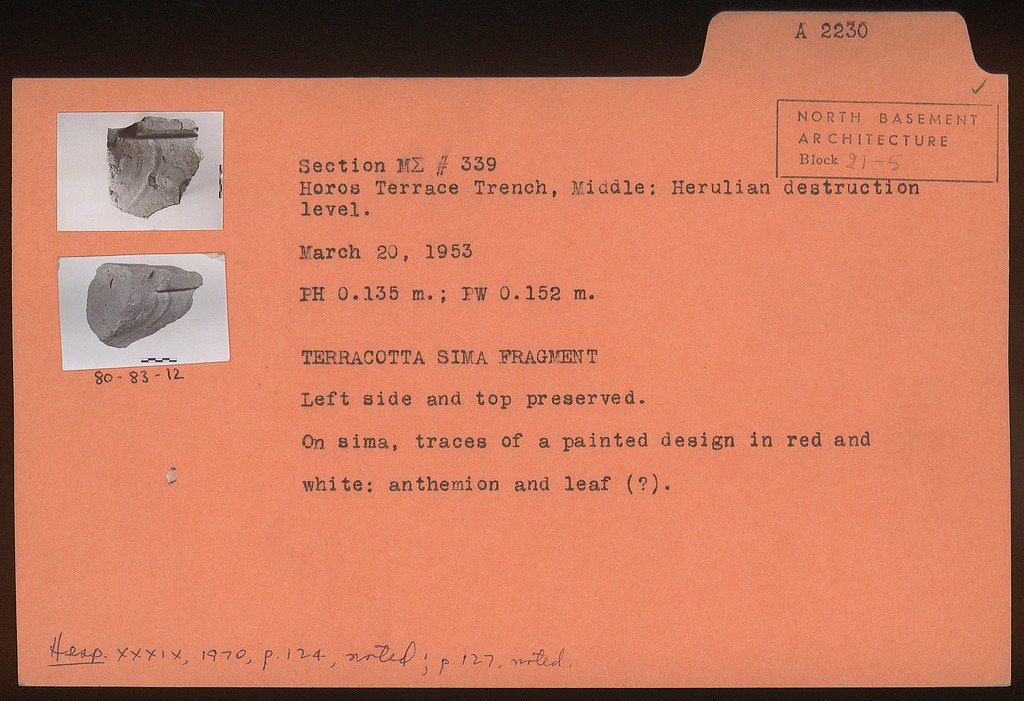 A 2230
✓
NORTH BASEMENT
ARCHITECTURE
Block 21-5
Section ΜΣ # 339
Horos Terrace Trench, Middle: Herulian destruction
level.
March 20, 1953
PH 0.135 m.; PW 0.152 m.
80-83-12
TERRACOTTA SIMA FRAGMENT
Left side and top preserved.
On sima, traces of a painted design in red and
white: anthemion and leaf (?).
Hesp. XXXIX, 1970, p. 124, noted; p. 127, noted.